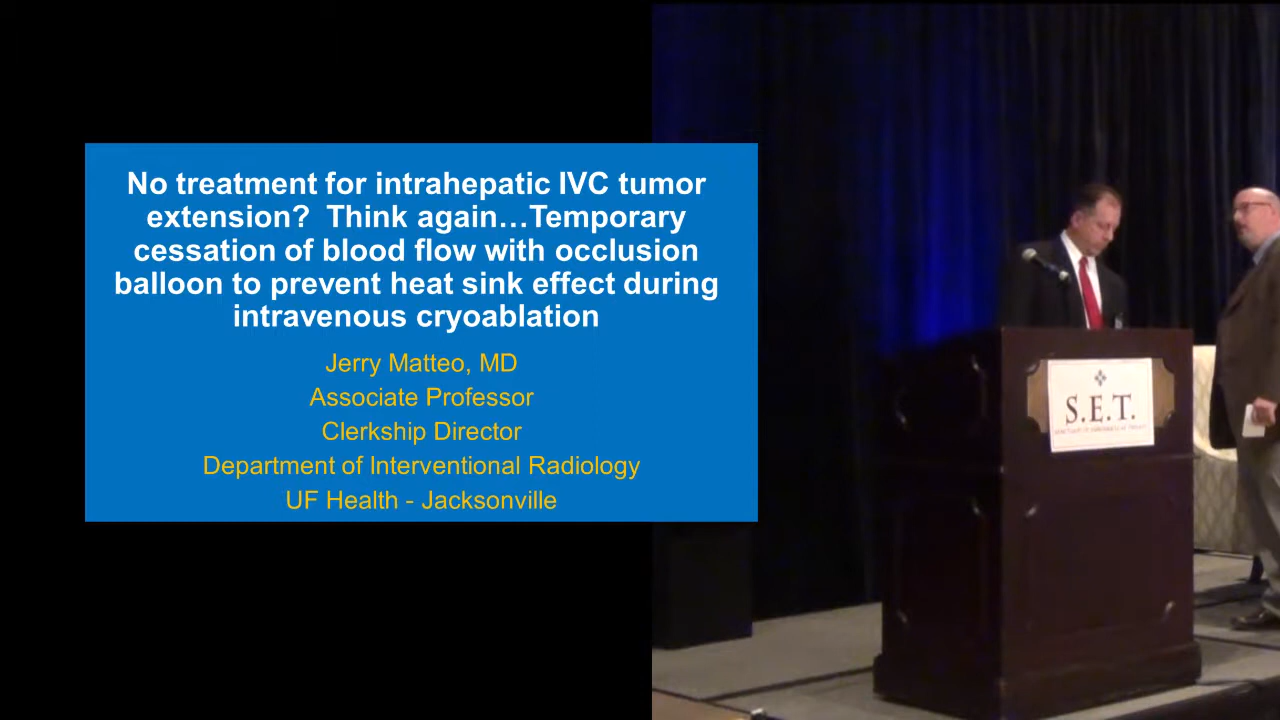 No treatment for intrahepatic IVC tumor
extension?  Think again…Temporary
cessation of blood flow with occlusion
balloon to prevent heat sink effect during
intravenous cryoablation
Jerry Matteo, MD
Associate Professor
Clerkship Director
Department of Interventional Radiology
UF Health - Jacksonville
S.E.T.